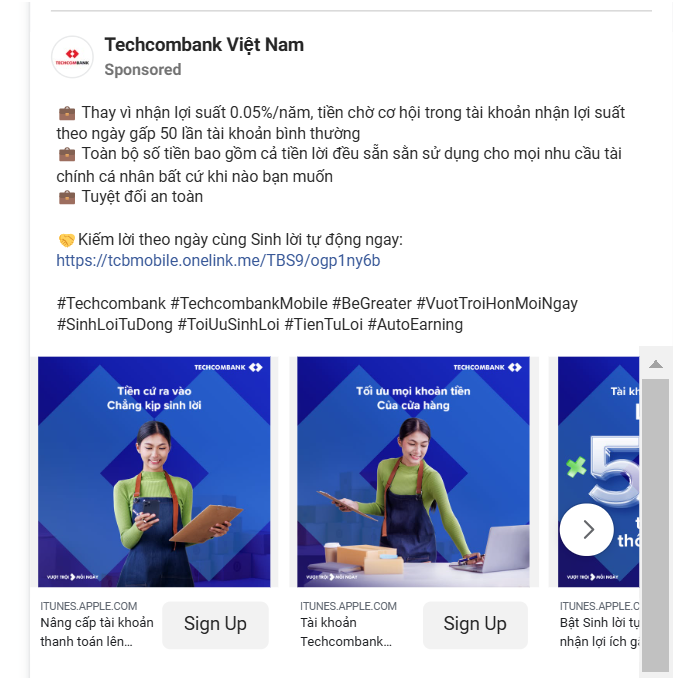 Techcombank Việt Nam
TECHCOMBANK
Sponsored
💼 Thay vì nhận lợi suất 0.05%/năm, tiền chờ cơ hội trong tài khoản nhận lợi suất
theo ngày gấp 50 lần tài khoản bình thường
💼 Toàn bộ số tiền bao gồm cả tiền lời đều sẵn sằn sử dụng cho mọi nhu cầu tài
chính cá nhân bất cứ khi nào bạn muốn
💼 Tuyệt đối an toàn
🤝Kiếm lời theo ngày cùng Sinh lời tự động ngay:
https://tcbmobile.onelink.me/TBS9/ogp1ny6b
#Techcombank #TechcombankMobile #BeGreater #VuotTroiHonMoiNgay
#SinhLoiTuDong #ToiUuSinhLoi #TienTuLoi #AutoEarning
TECHCOMBANK
Tiền cứ ra vào
Chẳng kịp sinh lời
VƯỢT TRỘI MỖI NGÀY
ITUNES.APPLE.COM
Nâng cấp tài khoản
thanh toán lên...
Sign Up
TECHCOMBANK
Tối ưu mọi khoản tiền
Của cửa hàng
VƯỢT TRỘI MỖI NGÀY
ITUNES.APPLE.COM
Tài khoản
Techcombank...
Sign Up
Tài kh
5
VƯỢT TRỘI MỖI NGÀY
ITUNES.APPLE.C
Bật Sinh lời tự
nhận lợi ích g